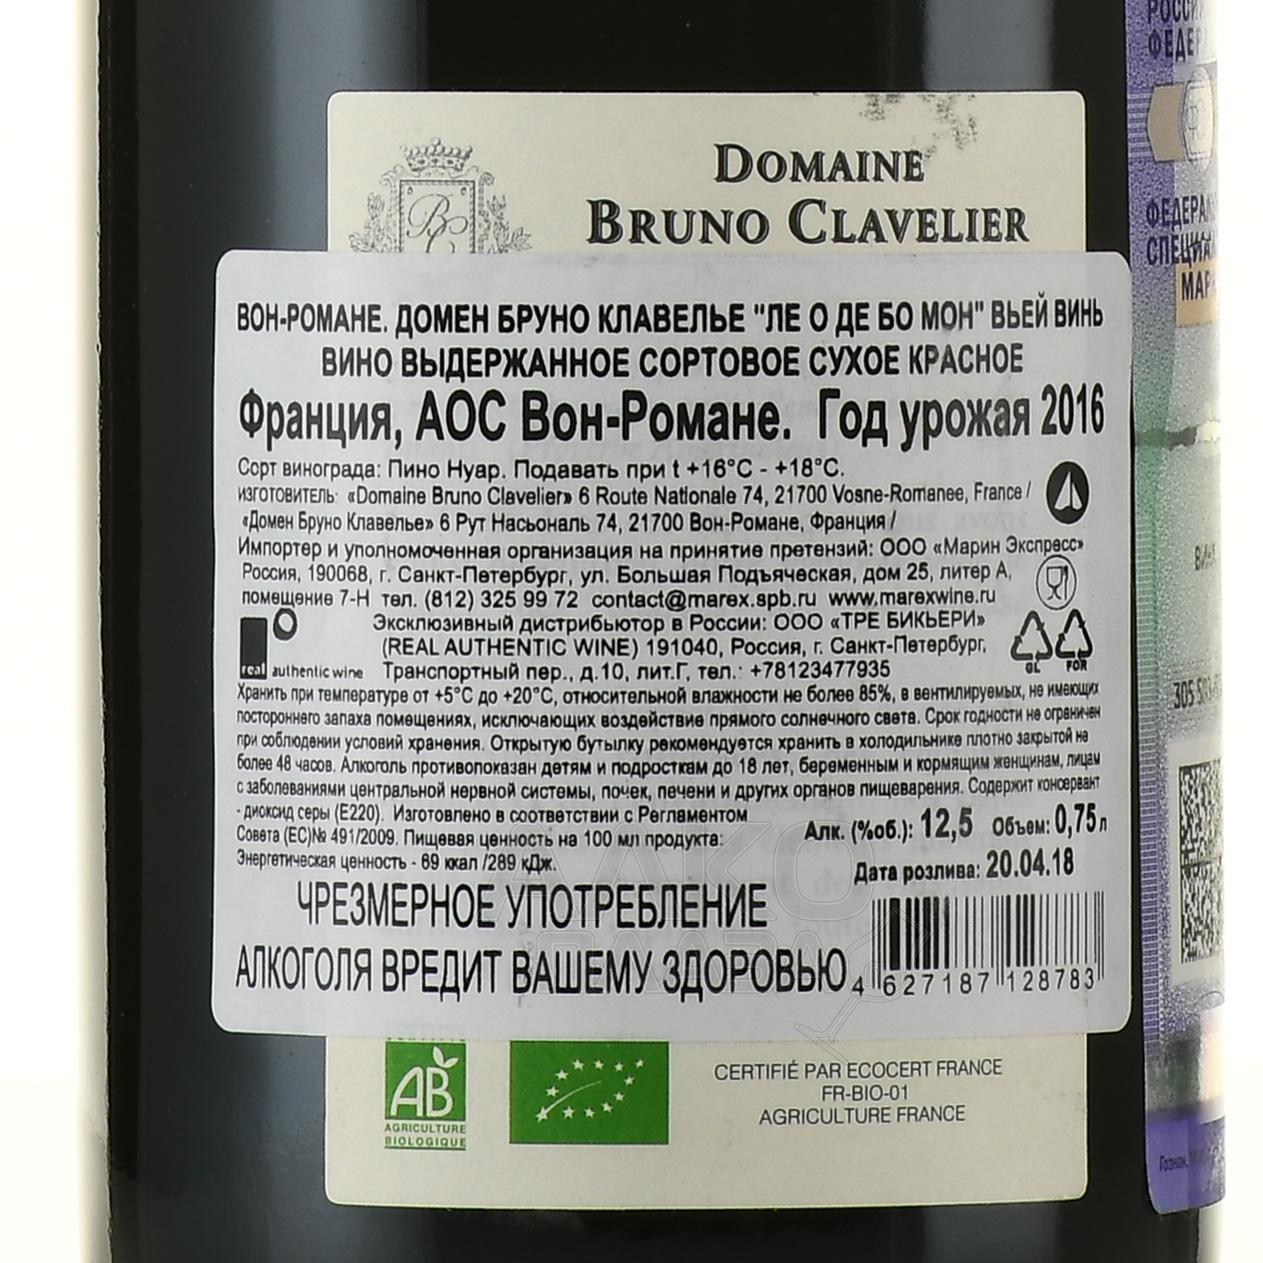 DOMAINE
BRUNO CLAVELIER
BC
ВОН-РОМАНЕ. ДОМЕН БРУНО КЛАВЕЛЬЕ "ЛЕ О ДЕ БО МОН" ВЬЕЙ ВИНЬ
ВИНО ВЫДЕРЖАННОЕ СОРТОВОЕ СУХОЕ КРАСНОЕ
Франция, АОС Вон-Романе. Год урожая 2016
Сорт винограда: Пино Нуар. Подавать при t +16°C - +18°C.
ИЗГОТОВИТЕЛЬ: «Domaine Bruno Clavelier» 6 Route Nationale 74, 21700 Vosne-Romanee, France /
«Домен Бруно Клавелье» 6 Рут Насьональ 74, 21700 Вон-Романе, Франция /
Импортер и уполномоченная организация на принятие претензий: ООО «Марин Экспресс»
Россия, 190068, г. Санкт-Петербург, ул. Большая Подъяческая, дом 25, литер А,
помещение 7-Н тел. (812) 325 99 72 contact@marex.spb.ru www.marexwine.ru
Эксклюзивный дистрибьютор в России: ООО «ТРЕ БИКЬЕРИ»
(REAL AUTHENTIC WINE) 191040, Россия, г. Санкт-Петербург,
real authentic wine Транспортный пер., д.10, лит.Г, тел.: +78123477935
GL FOR
Хранить при температуре от +5°C до +20°C, относительной влажности не более 85%, в вентилируемых, не имеющих
постороннего запаха помещениях, исключающих воздействие прямого солнечного света. Срок годности не ограничен
при соблюдении условий хранения. Открытую бутылку рекомендуется хранить в холодильнике плотно закрытой не
более 48 часов. Алкоголь противопоказан детям и подросткам до 18 лет, беременным и кормящим женщинам, лицам
с заболеваниями центральной нервной системы, почек, печени и других органов пищеварения. Содержит консервант
- диоксид серы (Е220). Изготовлено в соответствии с Регламентом
Совета (ЕС)№ 491/2009. Пищевая ценность на 100 мл продукта:
Энергетическая ценность - 69 ккал /289 кДж.
Алк. (%об.): 12,5 Объем: 0,75л
Дата розлива: 20.04.18
ЧРЕЗМЕРНОЕ УПОТРЕБЛЕНИЕ
АЛКОГОЛЯ ВРЕДИТ ВАШЕМУ ЗДОРОВЬЮ
4 627187 128783
AB
AGRICULTURE
BIOLOGIQUE
CERTIFIÉ PAR ECOCERT FRANCE
FR-BIO-01
AGRICULTURE FRANCE